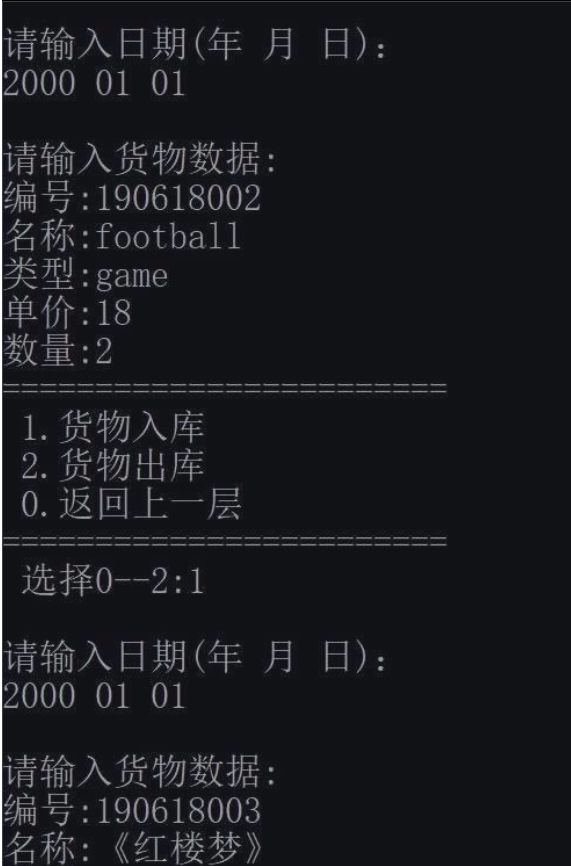 请输入日期(年 月 日):
2000 01 01
请输入货物数据:
编号:190618002
名称:football
类型:game
单价:18
数量:2
========================
1.货物入库
2.货物出库
0.返回上一层
========================
选择0--2:1
请输入日期(年 月 日):
2000 01 01
请输入货物数据:
编号:190618003
名称:《红楼梦》